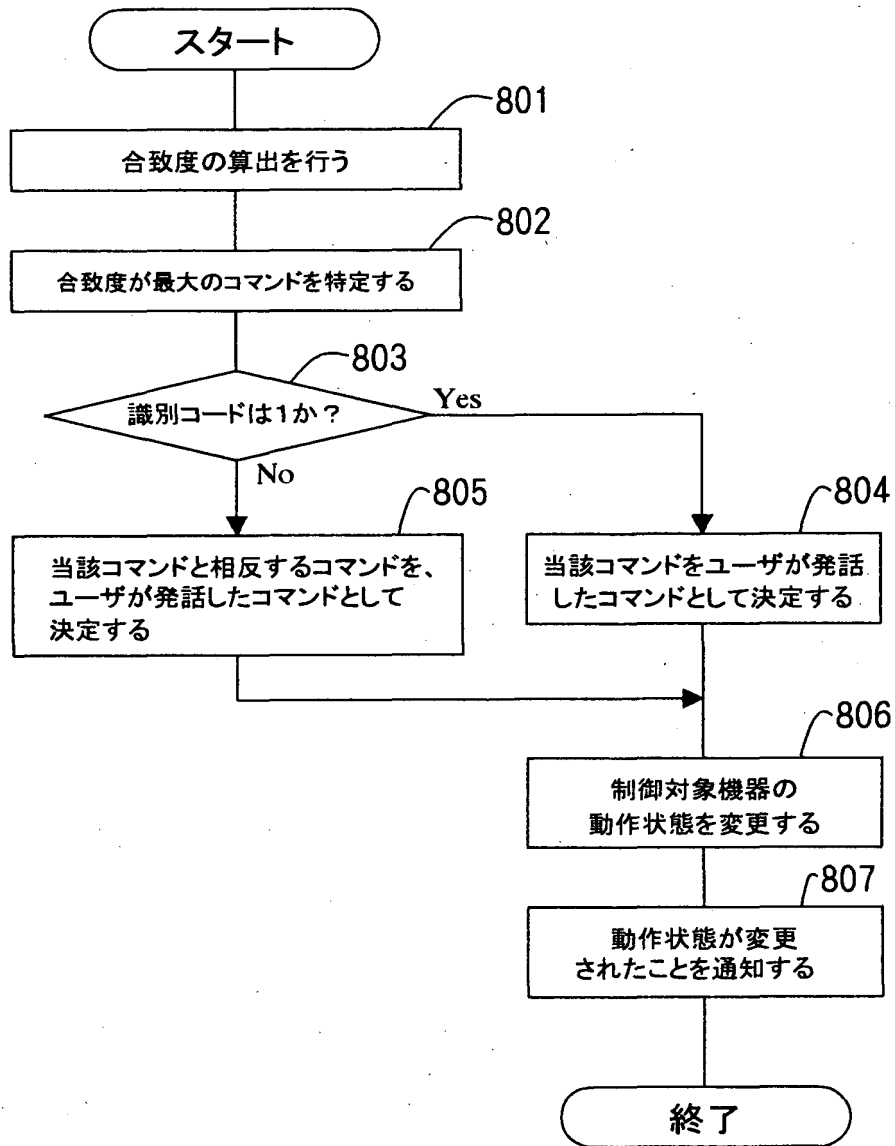 スタート
801
合致度の算出を行う
802
合致度が最大のコマンドを特定する
803
識別コードは1か?
Yes
No
805
当該コマンドと相反するコマンドを、
ユーザが発話したコマンドとして
決定する
804
当該コマンドをユーザが発話
したコマンドとして決定する
806
制御対象機器の
動作状態を変更する
807
動作状態が変更
されたことを通知する
終了